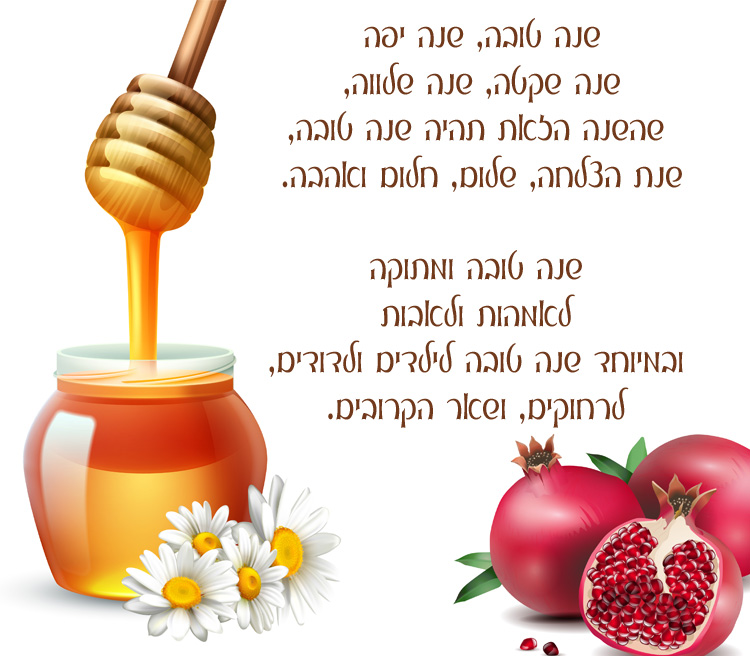 שנה טובה, שנה יפה
שנה שקטה, שנה שלווה,
שהשנה הזאת תהיה שנה טובה,
שנת הצלחה, שלום, חלום ואהבה.
שנה טובה ומתוקה
לאמהות ולאבות
ובמיוחד שנה טובה לילדים ולדודים,
לרחוקים, ושאר הקרובים.